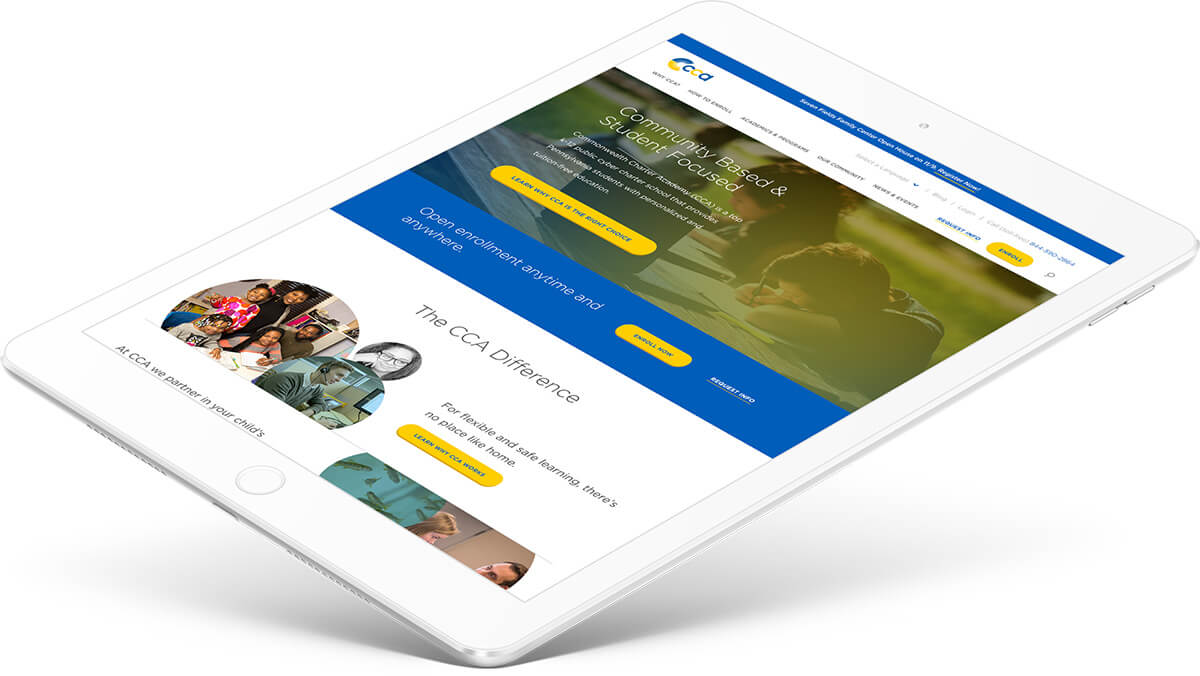 Seven Fields Family Center Open House on 11/9. Register Now!
cca
Select a Language | Blog | Login | Call (Toll-Free) 844-590-2864
WHY CCA?
HOW TO ENROLL
ACADEMICS & PROGRAMS
OUR COMMUNITY
NEWS & EVENTS
REQUEST INFO
ENROLL
Community Based &
Student Focused
Commonwealth Charter Academy (CCA) is a top
K-12 public cyber charter school that provides
Pennsylvania students with personalized and
tuition-free education.
LEARN WHY CCA IS THE RIGHT CHOICE
Open enrollment anytime and
anywhere.
ENROLL NOW
REQUEST INFO
The CCA Difference
At CCA we partner in your child's
For flexible and safe learning, there's
no place like home.
LEARN WHY CCA WORKS